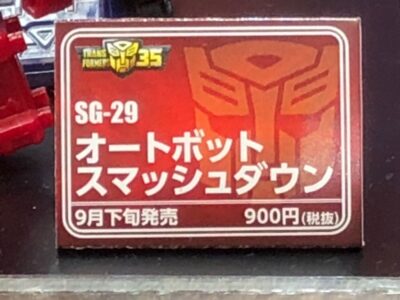 TRANSFORMERS 35
SG-29
オートボット
スマッシュダウン
9月下旬発売 900円(税抜)